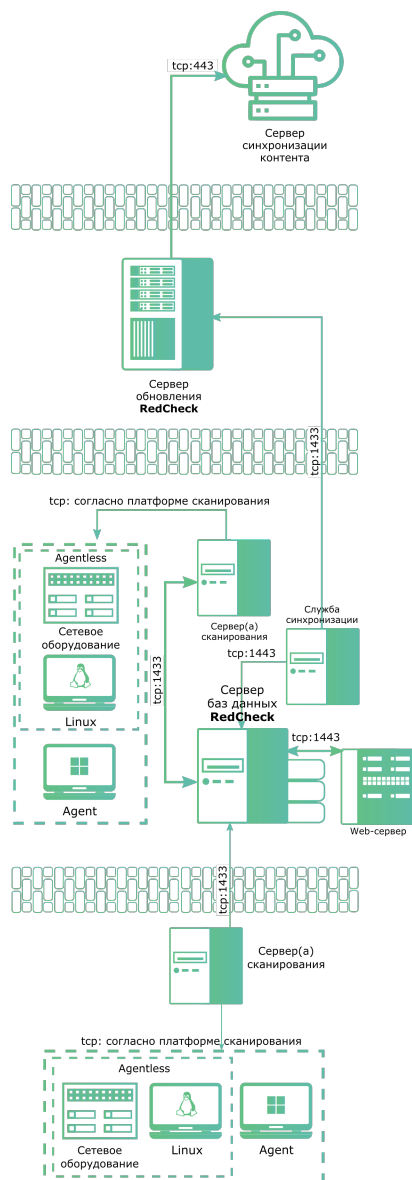 tcp:443
Сервер
синхронизации
контента
Сервер
обновления
RedCheck
tcp:1433
tcp: согласно платформе сканирования
Agentless
Сетевое
оборудование
Linux
Agent
Сервер(а)
сканирования
tcp:1433
Служба
синхронизации
tcp:1443
Сервер
баз данных
RedCheck
tcp:1443
Web-сервер
tcp:1433
Сервер(а)
сканирования
tcp: согласно платформе сканирования
Agentless
Сетевое
оборудование
Linux
Agent